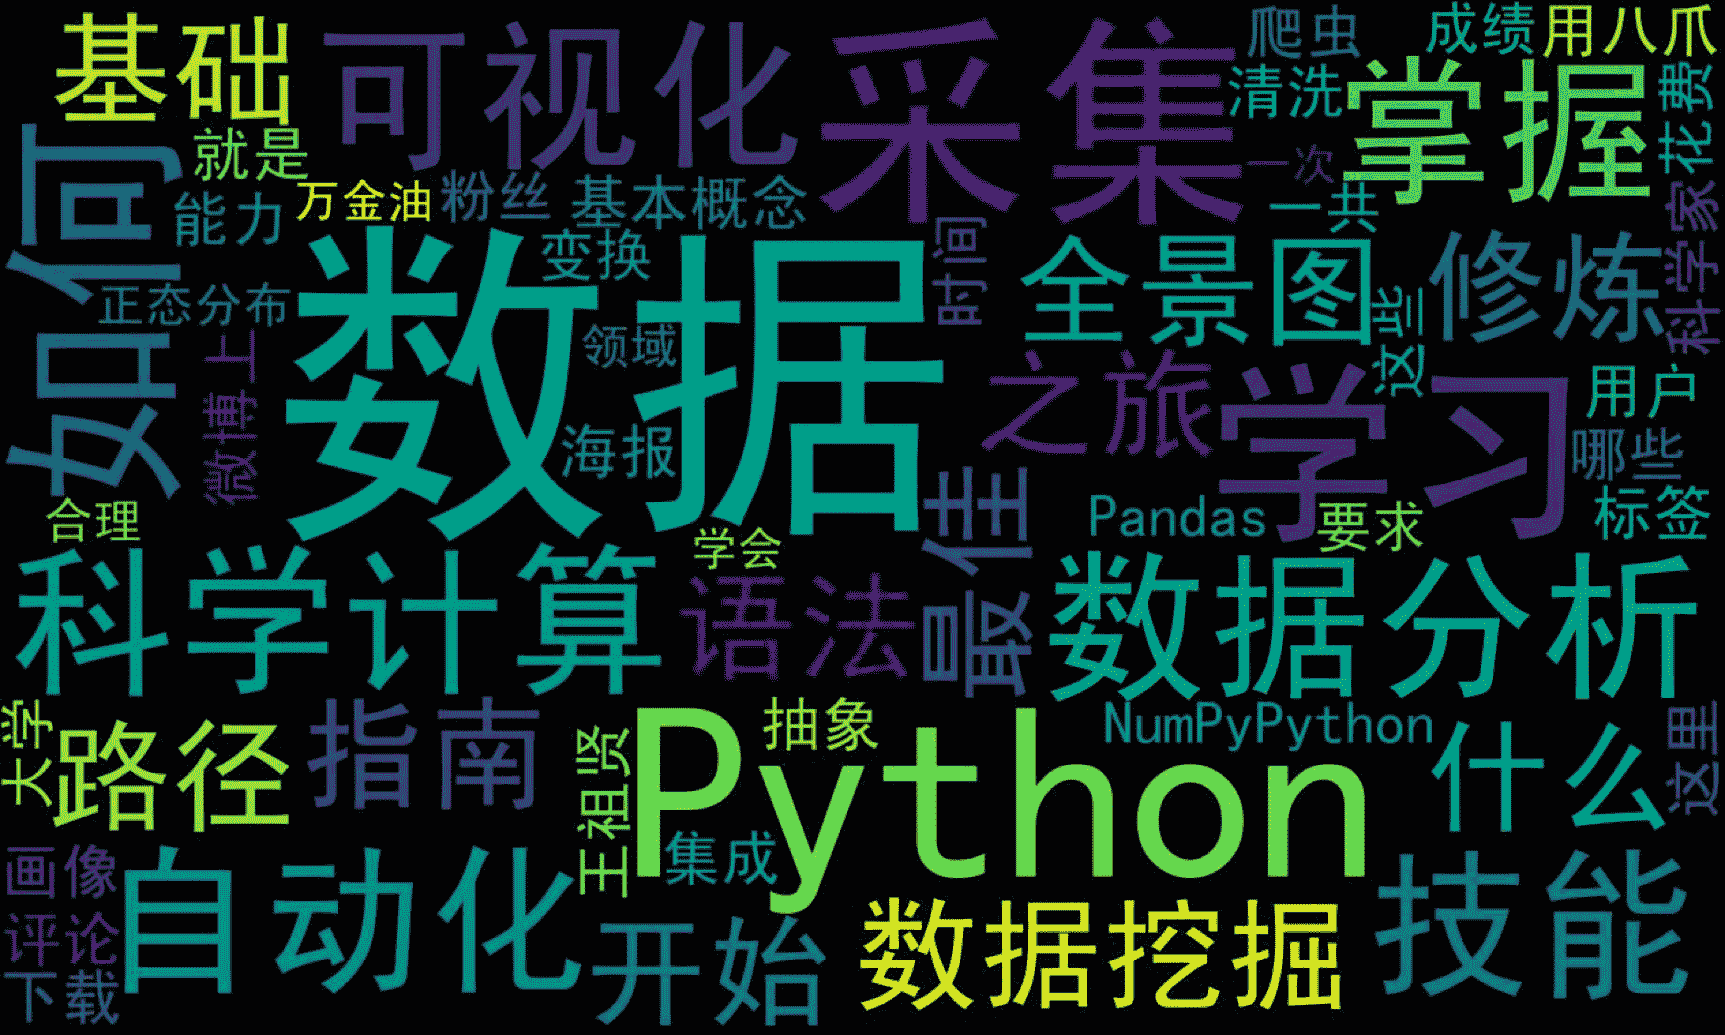 基础
可视化
采集
爬虫
成绩
用八爪
清洗
掌握
花费
如何
就是
一次
能力
万金油
粉丝
基本概念
一共
科学家
变换
数据
时间
全景图
修炼
正态分布
微博上
领域
这些
之旅
学习
用户
海报
哪些
最佳
Pandas
要求
标签
合理
学会
科学计算
语法
数据分析
大学
路径
指南
王祖贤
抽象
Python
NumPyPython
什么
这里
集成
画像
自动化
评论
下载
开始
数据挖掘
技能